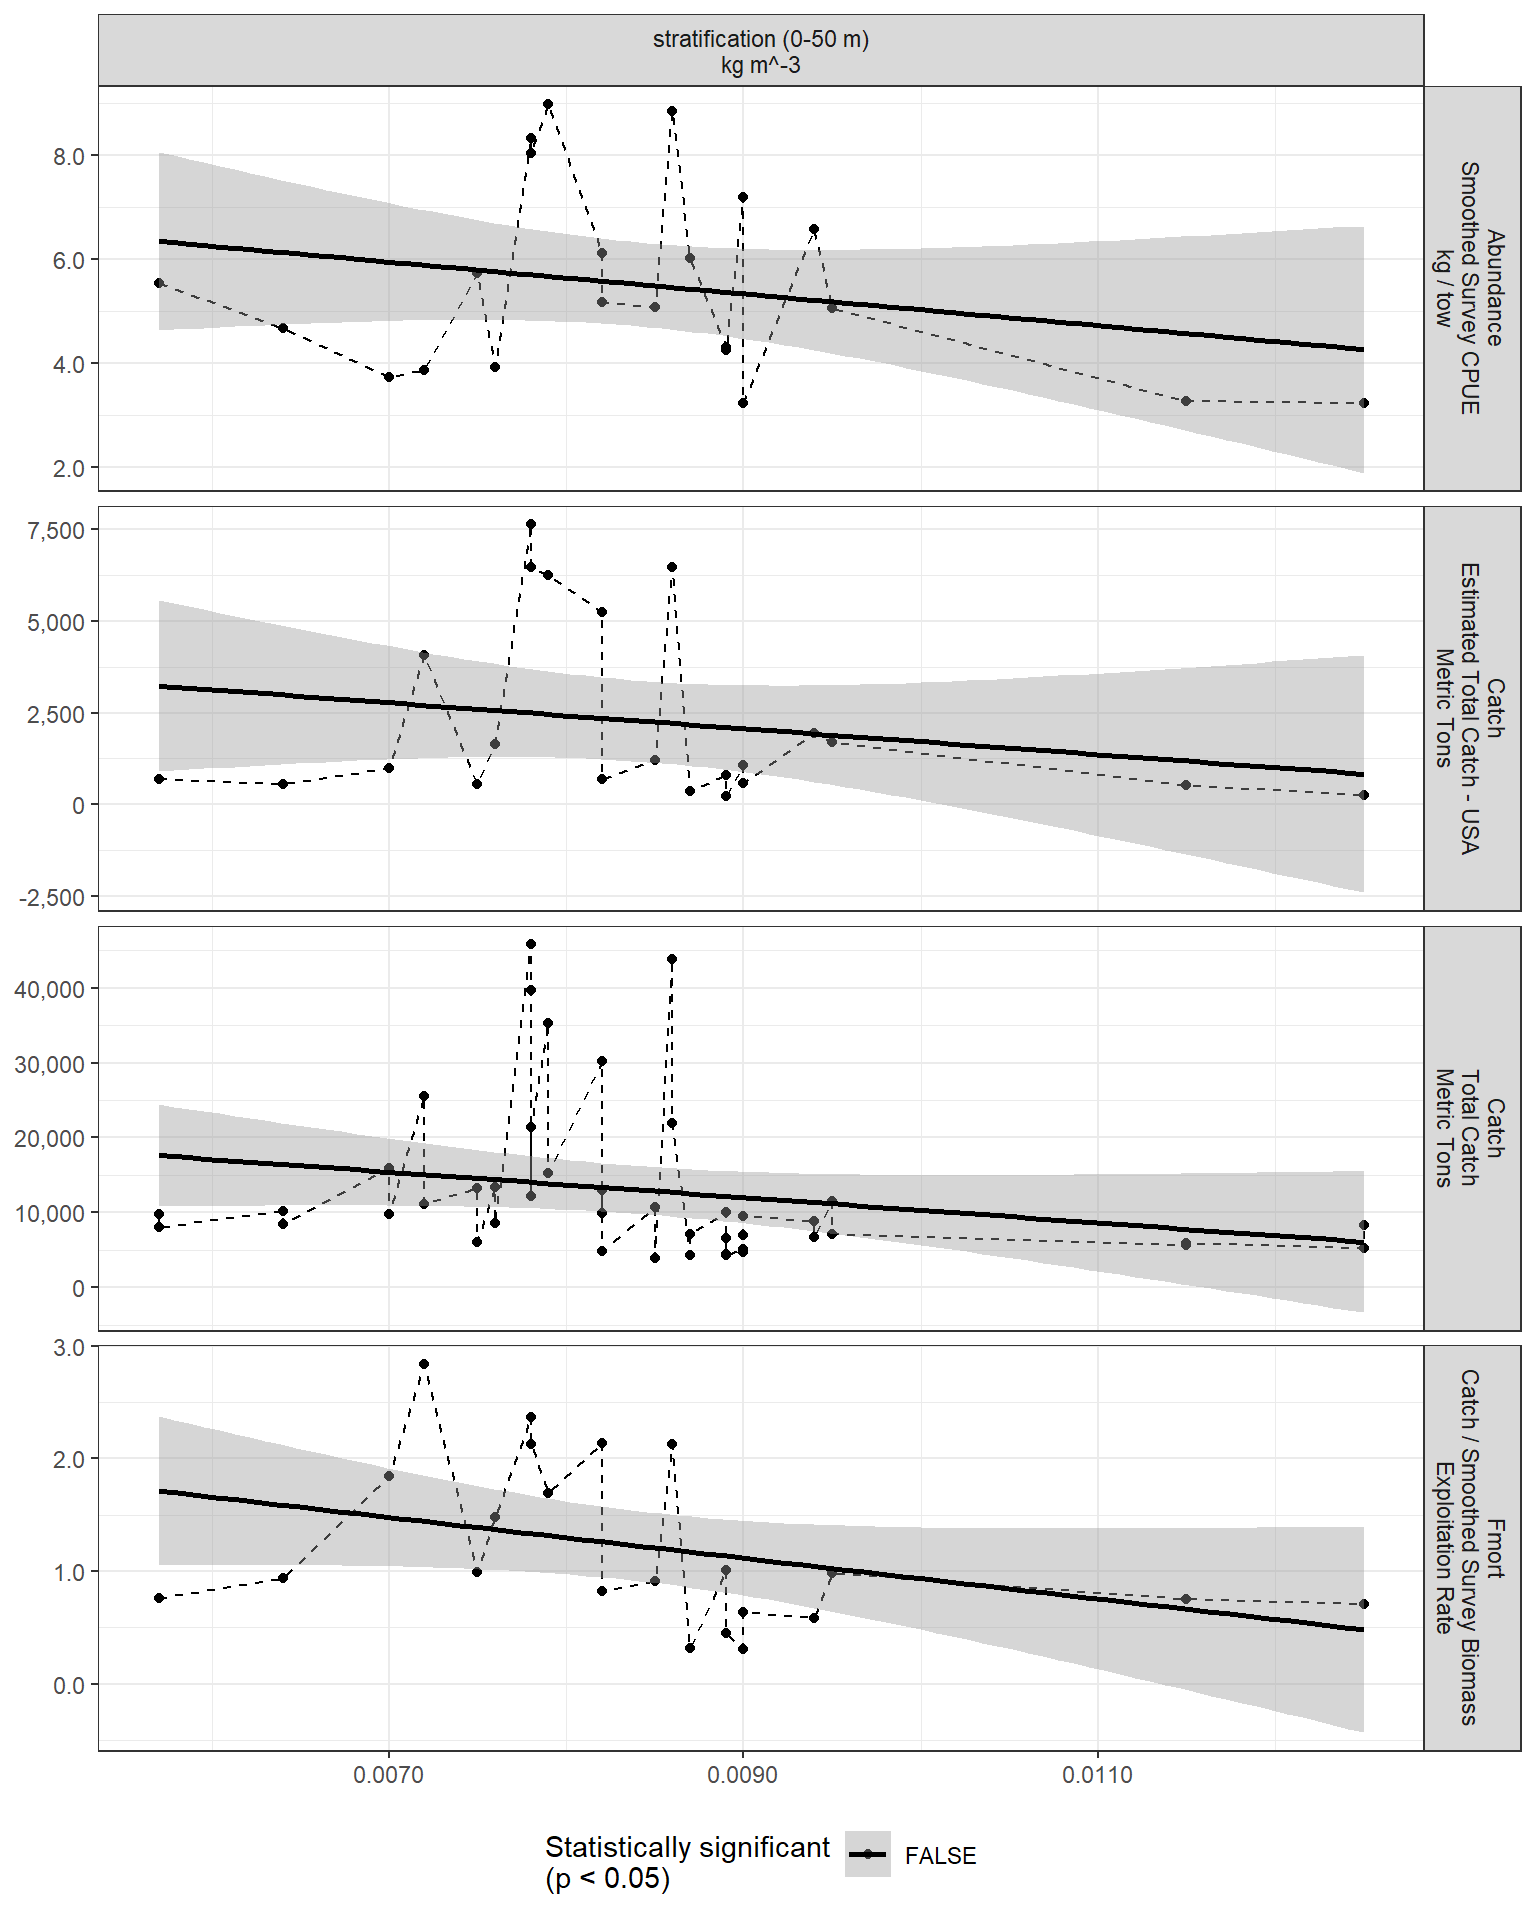 stratification (0-50 m)
kg m^-3
8.0
6.0
4.0
2.0
Abundance
Smoothed Survey CPUE
kg / tow
7,500
5,000
2,500
0
-2,500
Catch
Estimated Total Catch - USA
Metric Tons
40,000
30,000
20,000
10,000
0
Catch
Total Catch
Metric Tons
3.0
2.0
1.0
0.0
Fmort
Catch / Smoothed Survey Biomass
Exploitation Rate
0.0070
0.0090
0.0110
Statistically significant
(p < 0.05)
FALSE